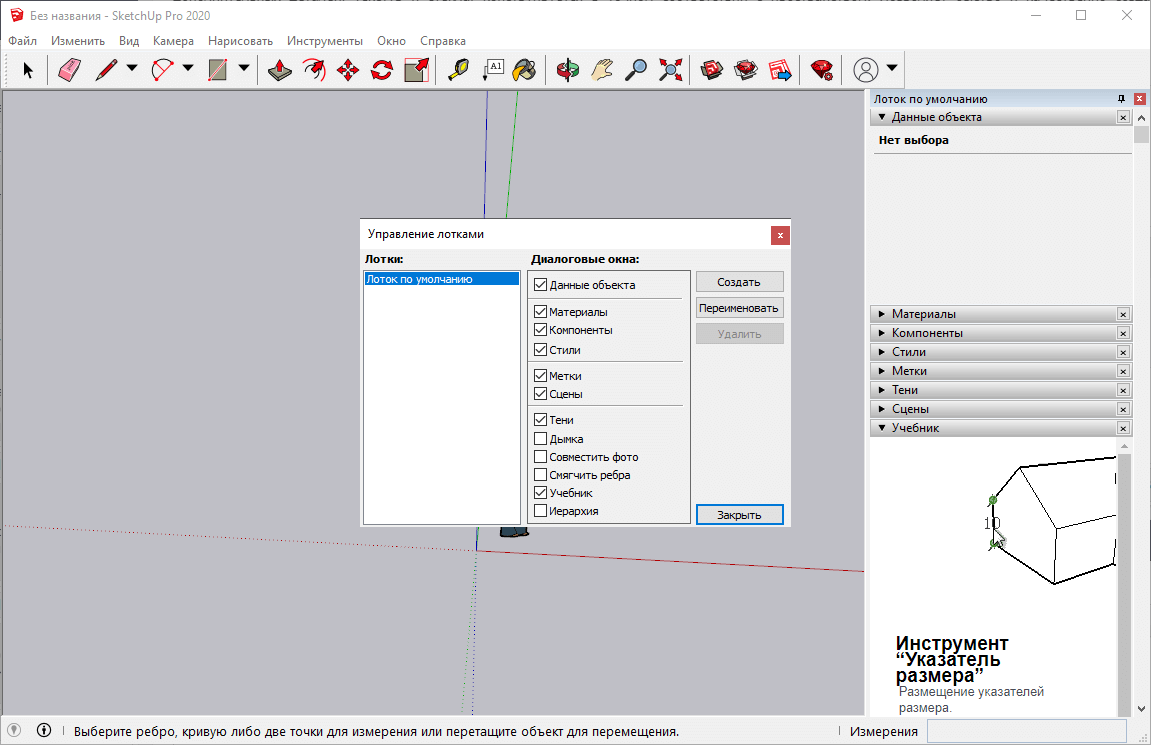 Без названия - SketchUp Pro 2020
Файл Изменить Вид Камера Нарисовать Инструменты Окно Справка
A1
Лоток по умолчанию
Данные объекта
Нет выбора
Управление лотками
Лотки:
Диалоговые окна:
Лоток по умолчанию
Данные объекта
Материалы
Компоненты
Стили
Метки
Сцены
Тени
Дымка
Совместить фото
Смягчить ребра
Учебник
Иерархия
Создать
Переименовать
Удалить
Закрыть
Материалы
Компоненты
Стили
Метки
Тени
Сцены
Учебник
10
Инструмент
“Указатель
размера”
Размещение указателей
размера.
Выберите ребро, кривую либо две точки для измерения или перетащите объект для перемещения.
Измерения